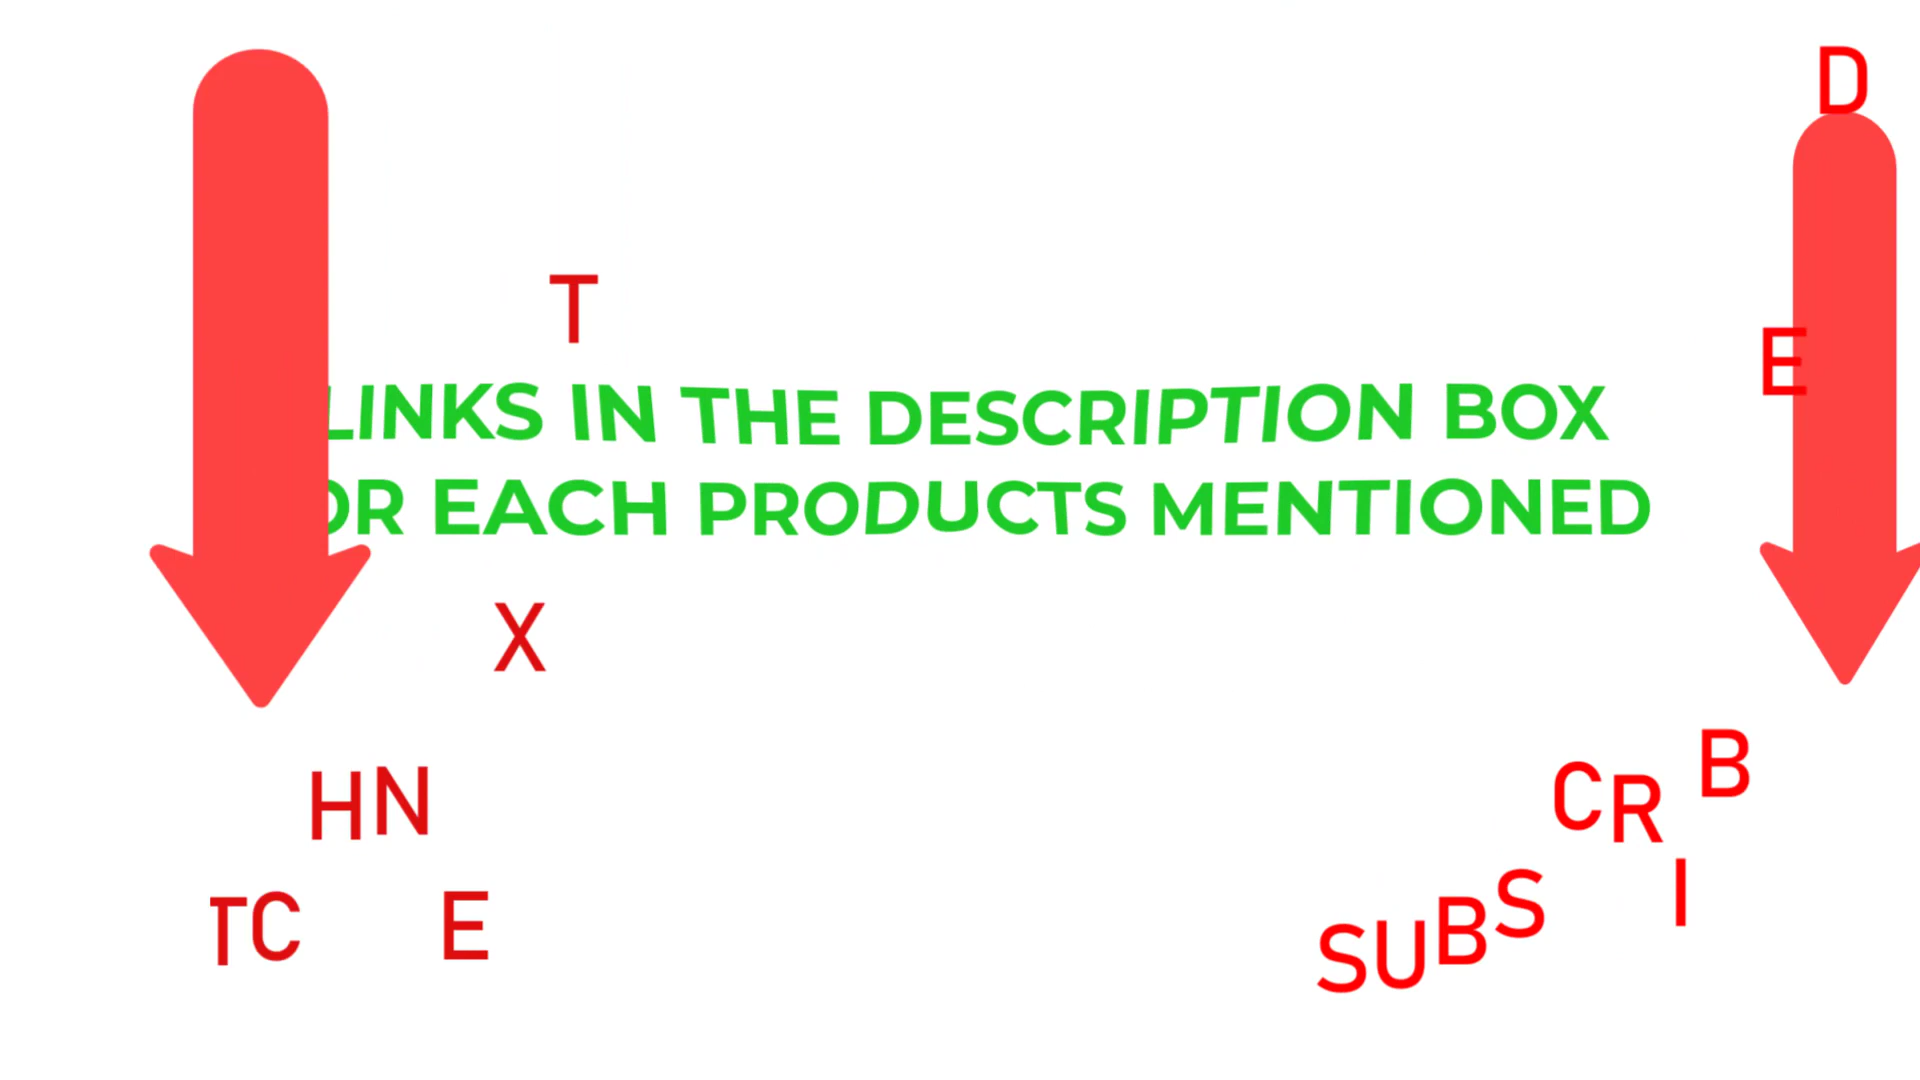 LINKS IN THE DESCRIPTION BOX
OR EACH PRODUCTS MENTIONED
T
X
HN
TC E
D
E
B
CR
I
SUBS